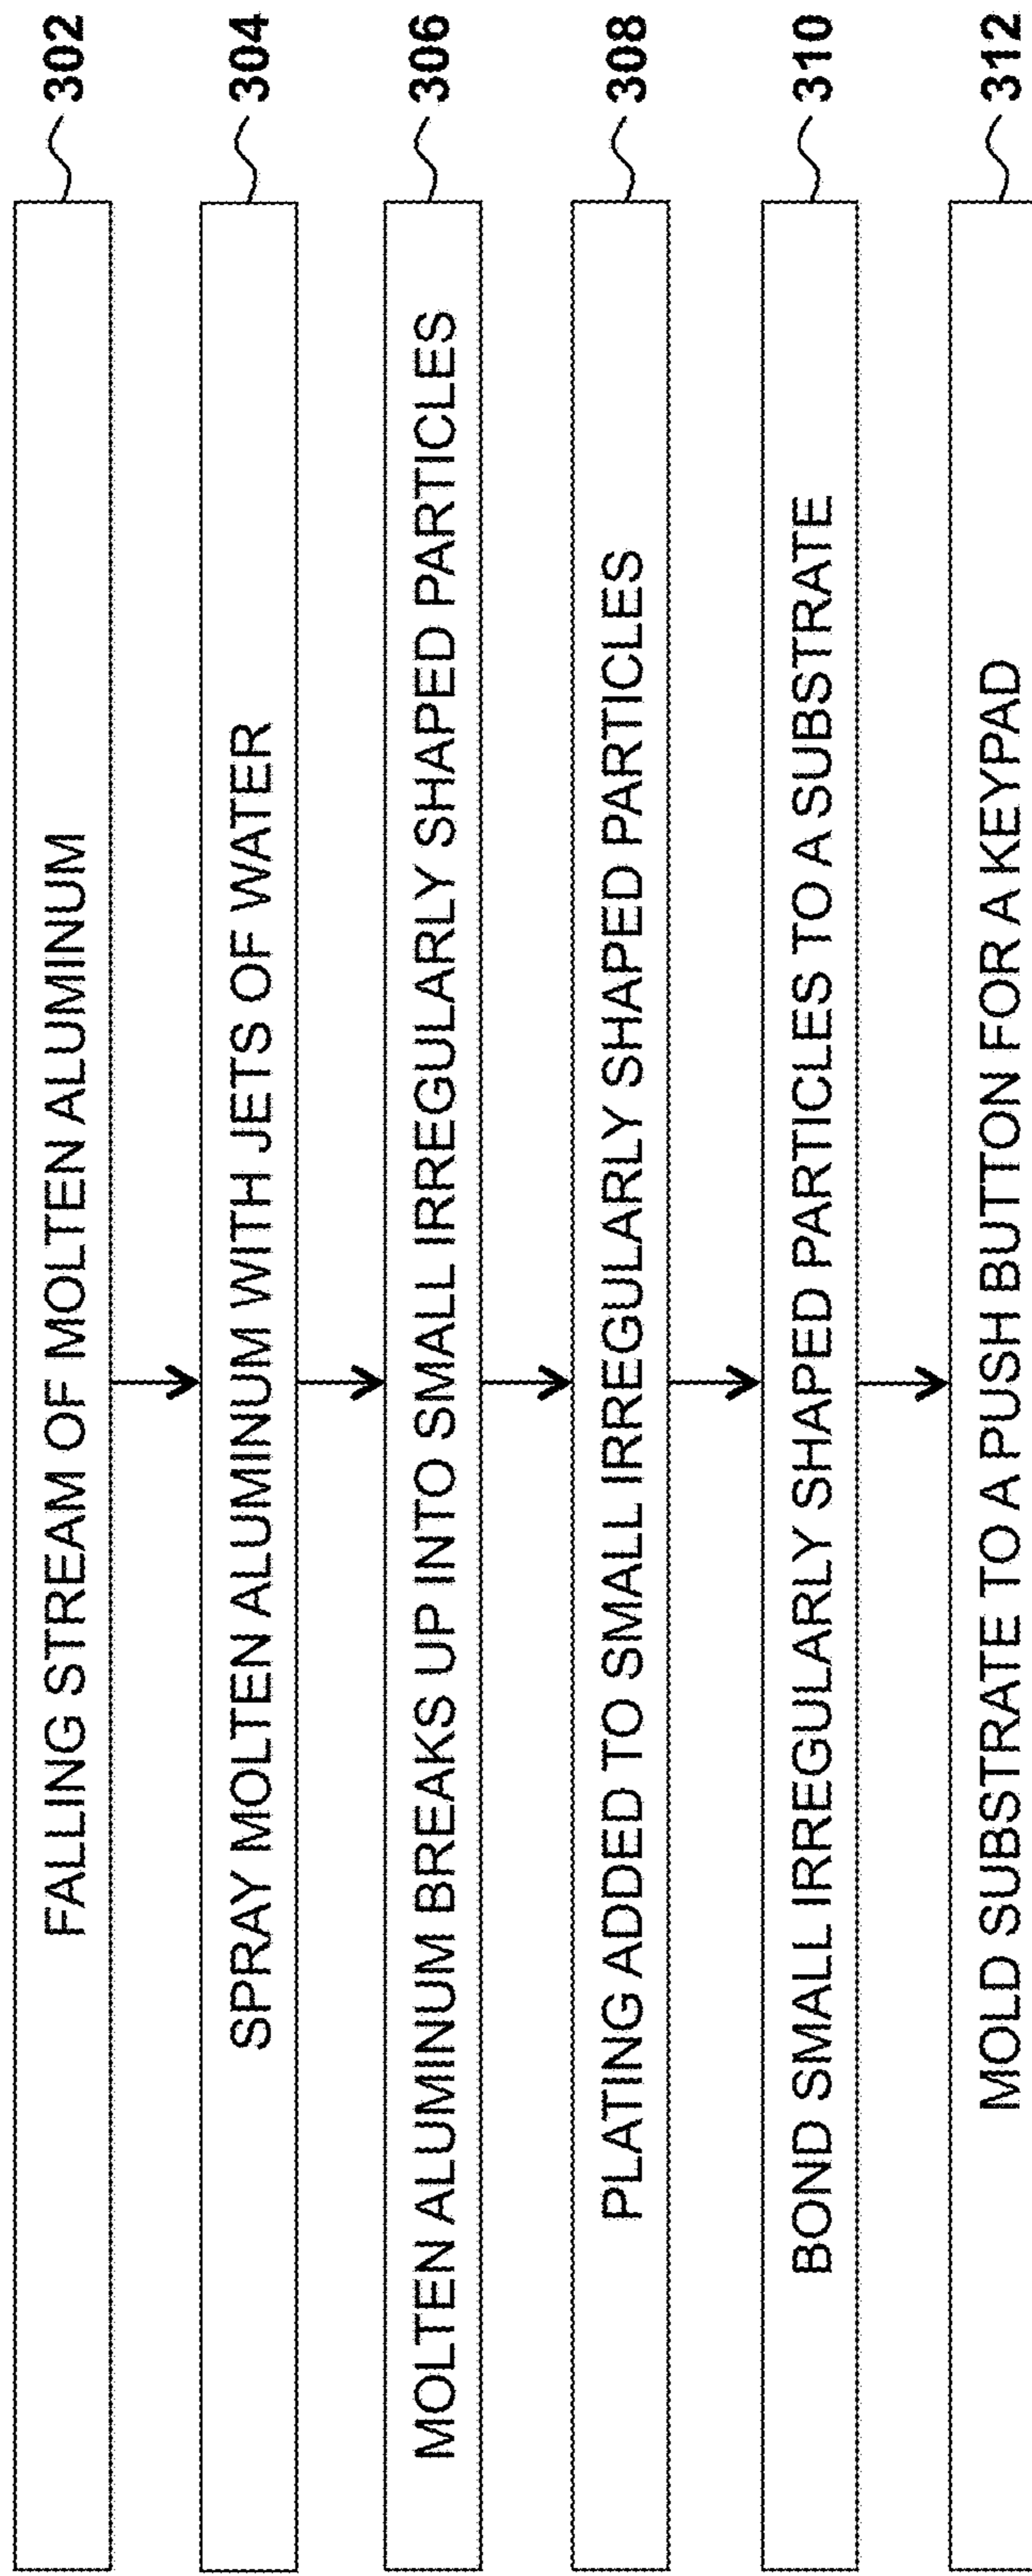 FALLING STREAM OF MOLTEN ALUMINUM 302
SPRAY MOLTEN ALUMINUM WITH JETS OF WATER 304
MOLTEN ALUMINUM BREAKS UP INTO SMALL IRREGULARLY SHAPED PARTICLES 306
PLATING ADDED TO SMALL IRREGULARLY SHAPED PARTICLES 308
BOND SMALL IRREGULARLY SHAPED PARTICLES TO A SUBSTRATE 310
MOLD SUBSTRATE TO A PUSH BUTTON FOR A KEYPAD 312